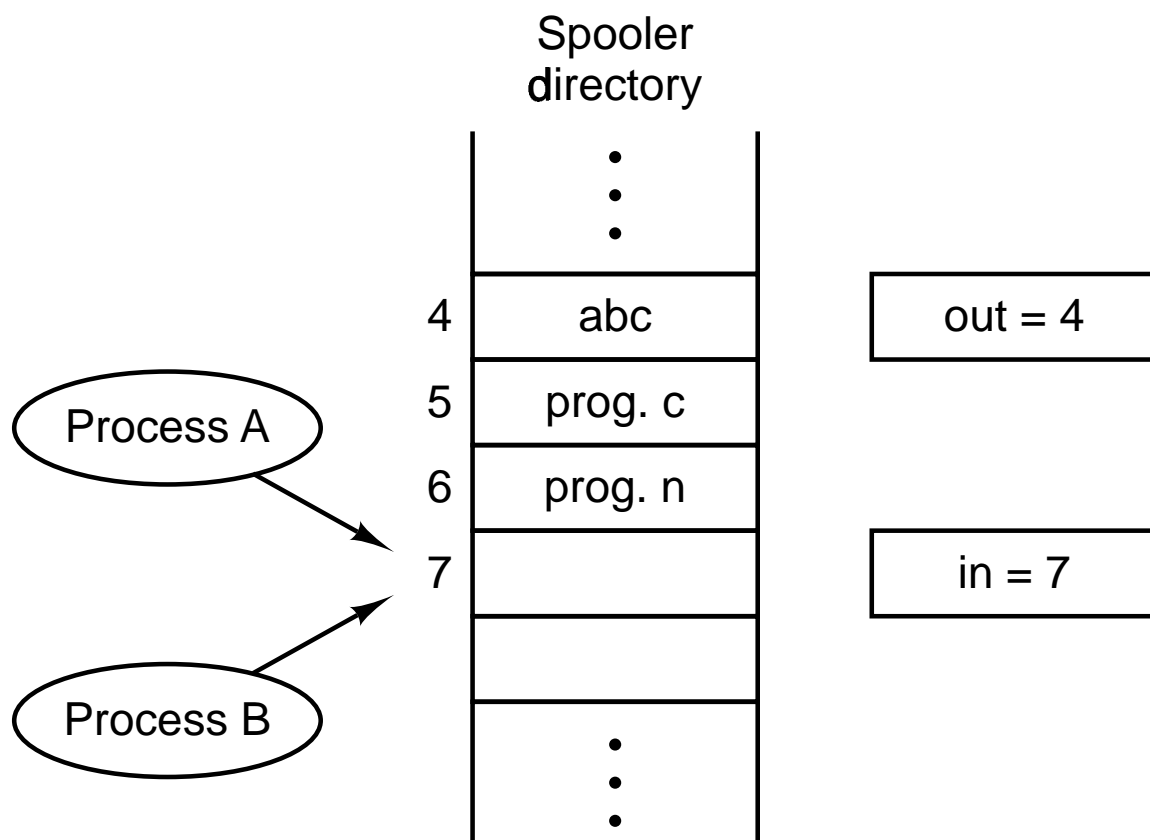 Spooler
directory
4 abc out = 4
Process A
5 prog. c
6 prog. n
7 in = 7
Process B